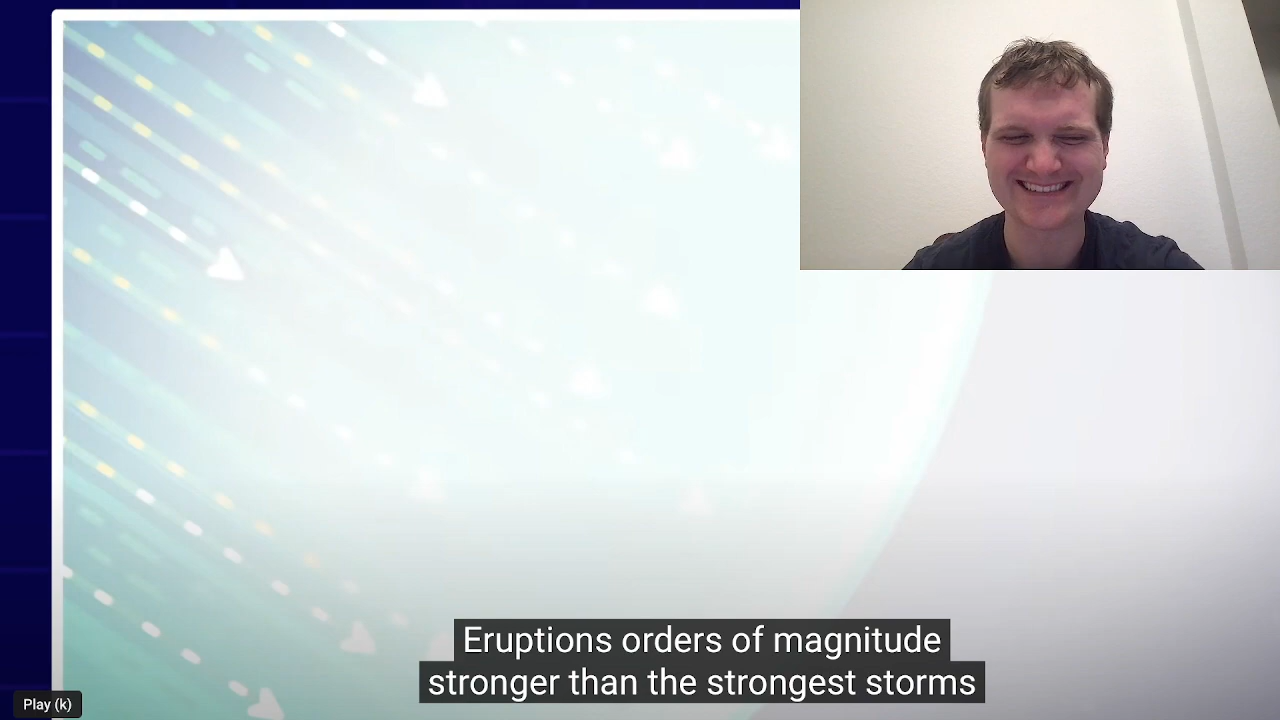 Eruptions orders of magnitude
stronger than the strongest storms
Play (k)